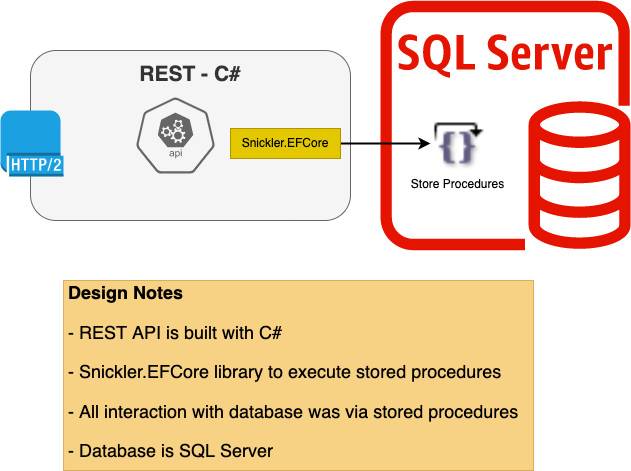 SQL Server
REST - C#
api
HTTP/2
Snickler.EFCore
{}
Store Procedures
Design Notes
- REST API is built with C#
- Snickler.EFCore library to execute stored procedures
- All interaction with database was via stored procedures
- Database is SQL Server